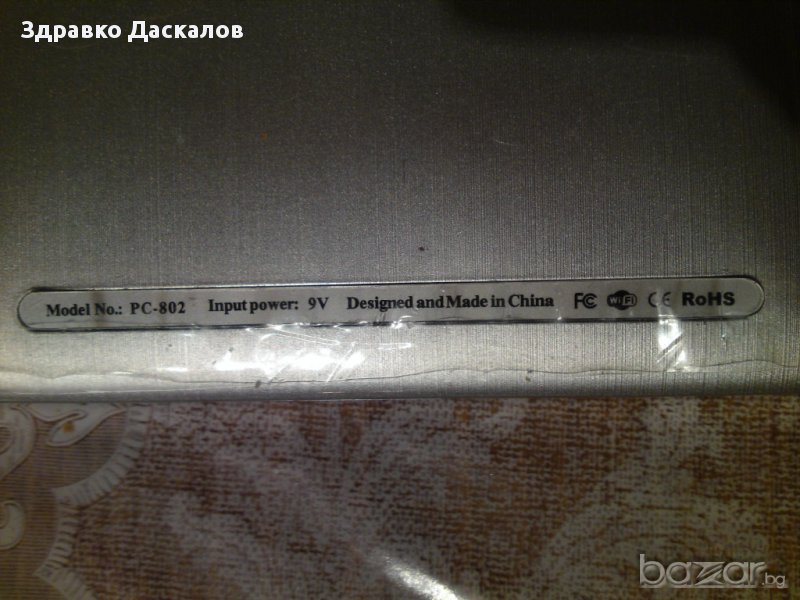 Здравко Даскалов
Model No.: PC-802 Input power: 9V Designed and Made in China FC WiFi CE RoHS
bazar.bg